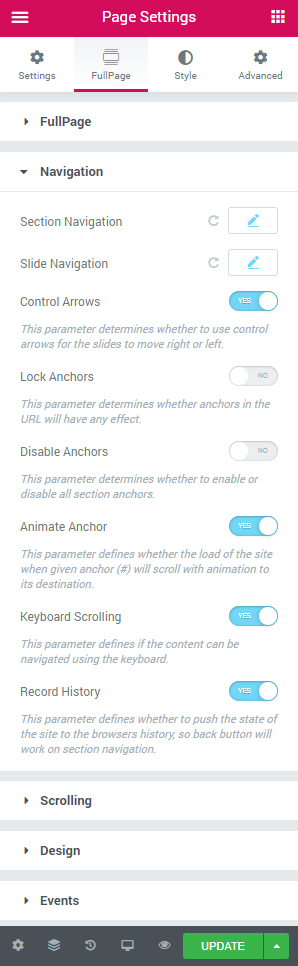 Page Settings
Settings
FullPage
Style
Advanced
FullPage
Navigation
Section Navigation
Slide Navigation
Control Arrows YES
This parameter determines whether to use control
arrows for the slides to move right or left.
Lock Anchors NO
This parameter determines whether anchors in the
URL will have any effect.
Disable Anchors NO
This parameter determines whether to enable or
disable all section anchors.
Animate Anchor YES
This parameter defines whether the load of the site
when given anchor (#) will scroll with animation to
its destination.
Keyboard Scrolling YES
This parameter defines if the content can be
navigated using the keyboard.
Record History YES
This parameter defines whether to push the state of
the site to the browsers history, so back button will
work on section navigation.
Scrolling
Design
Events
UPDATE